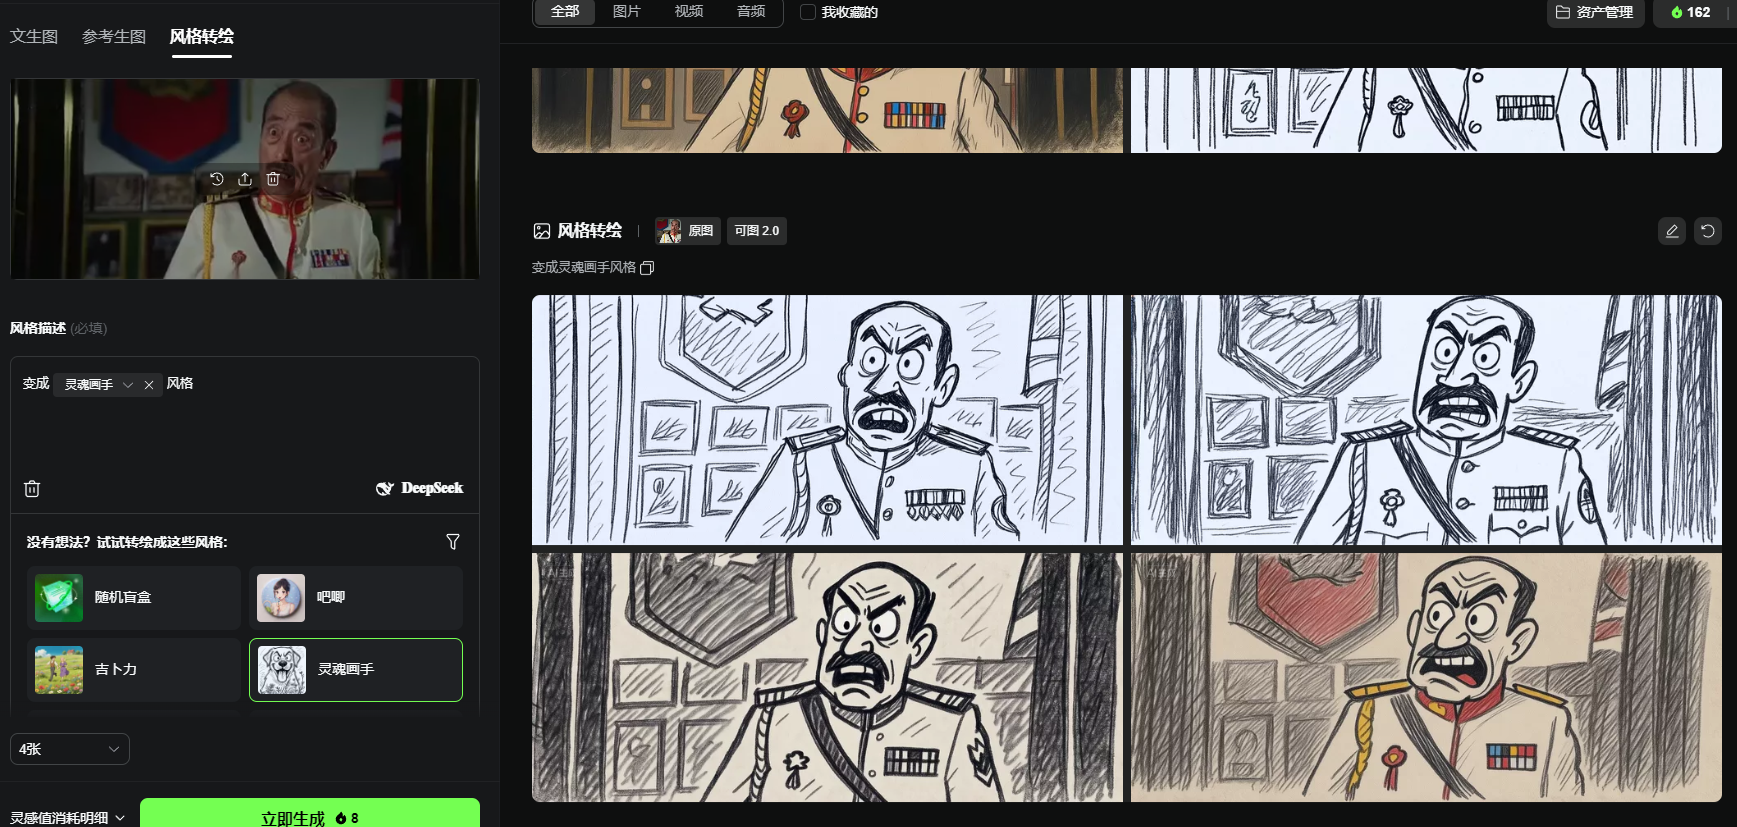 文生图 参考生图 风格转绘
全部 图片 视频 音频 我收藏的 资产管理 162
风格描述 (必填)
变成 灵魂画手 风格
DeepSeek
没有想法？试试转绘成这些风格:
随机盲盒 吧唧
吉卜力 灵魂画手
4张
灵感值消耗明细 立即生成 8
风格转绘 原图 可图 2.0
变成灵魂画手风格